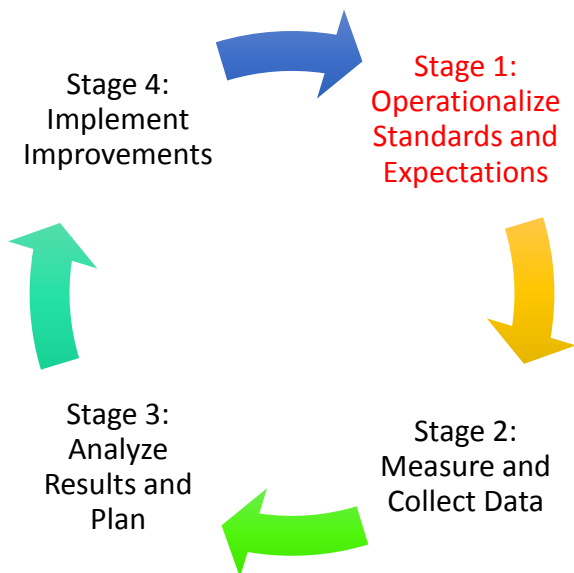 Stage 1:
Operationalize
Standards and
Expectations
Stage 2:
Measure and
Collect Data
Stage 3:
Analyze
Results and
Plan
Stage 4:
Implement
Improvements